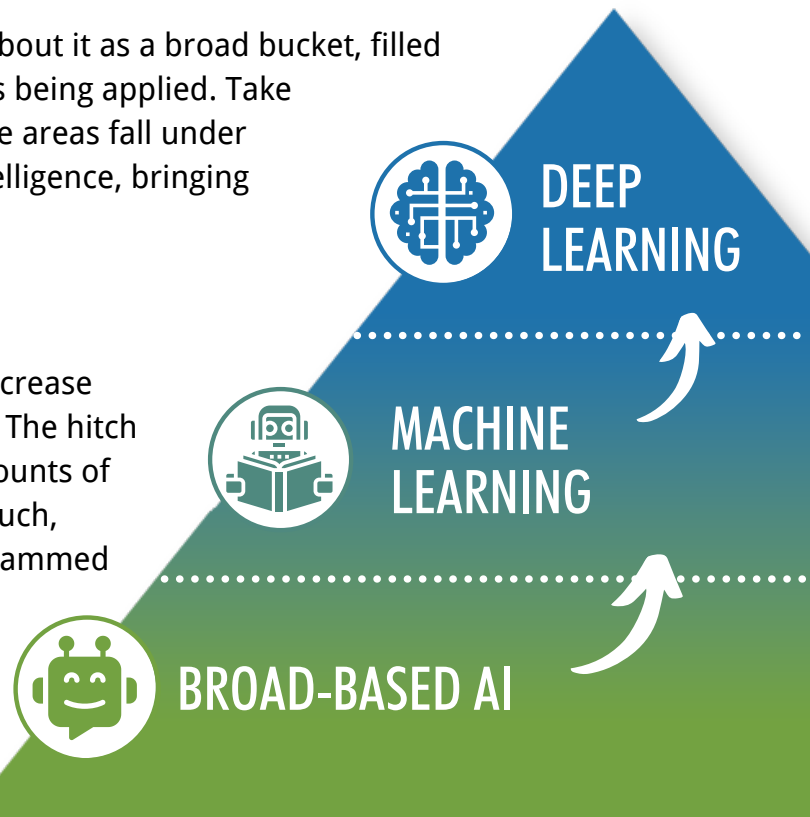 bout it as a broad bucket, filled
s being applied. Take
e areas fall under
elligence, bringing
DEEP
LEARNING
crease
The hitch
ounts of
uch,
ammed
MACHINE
LEARNING
BROAD-BASED AI